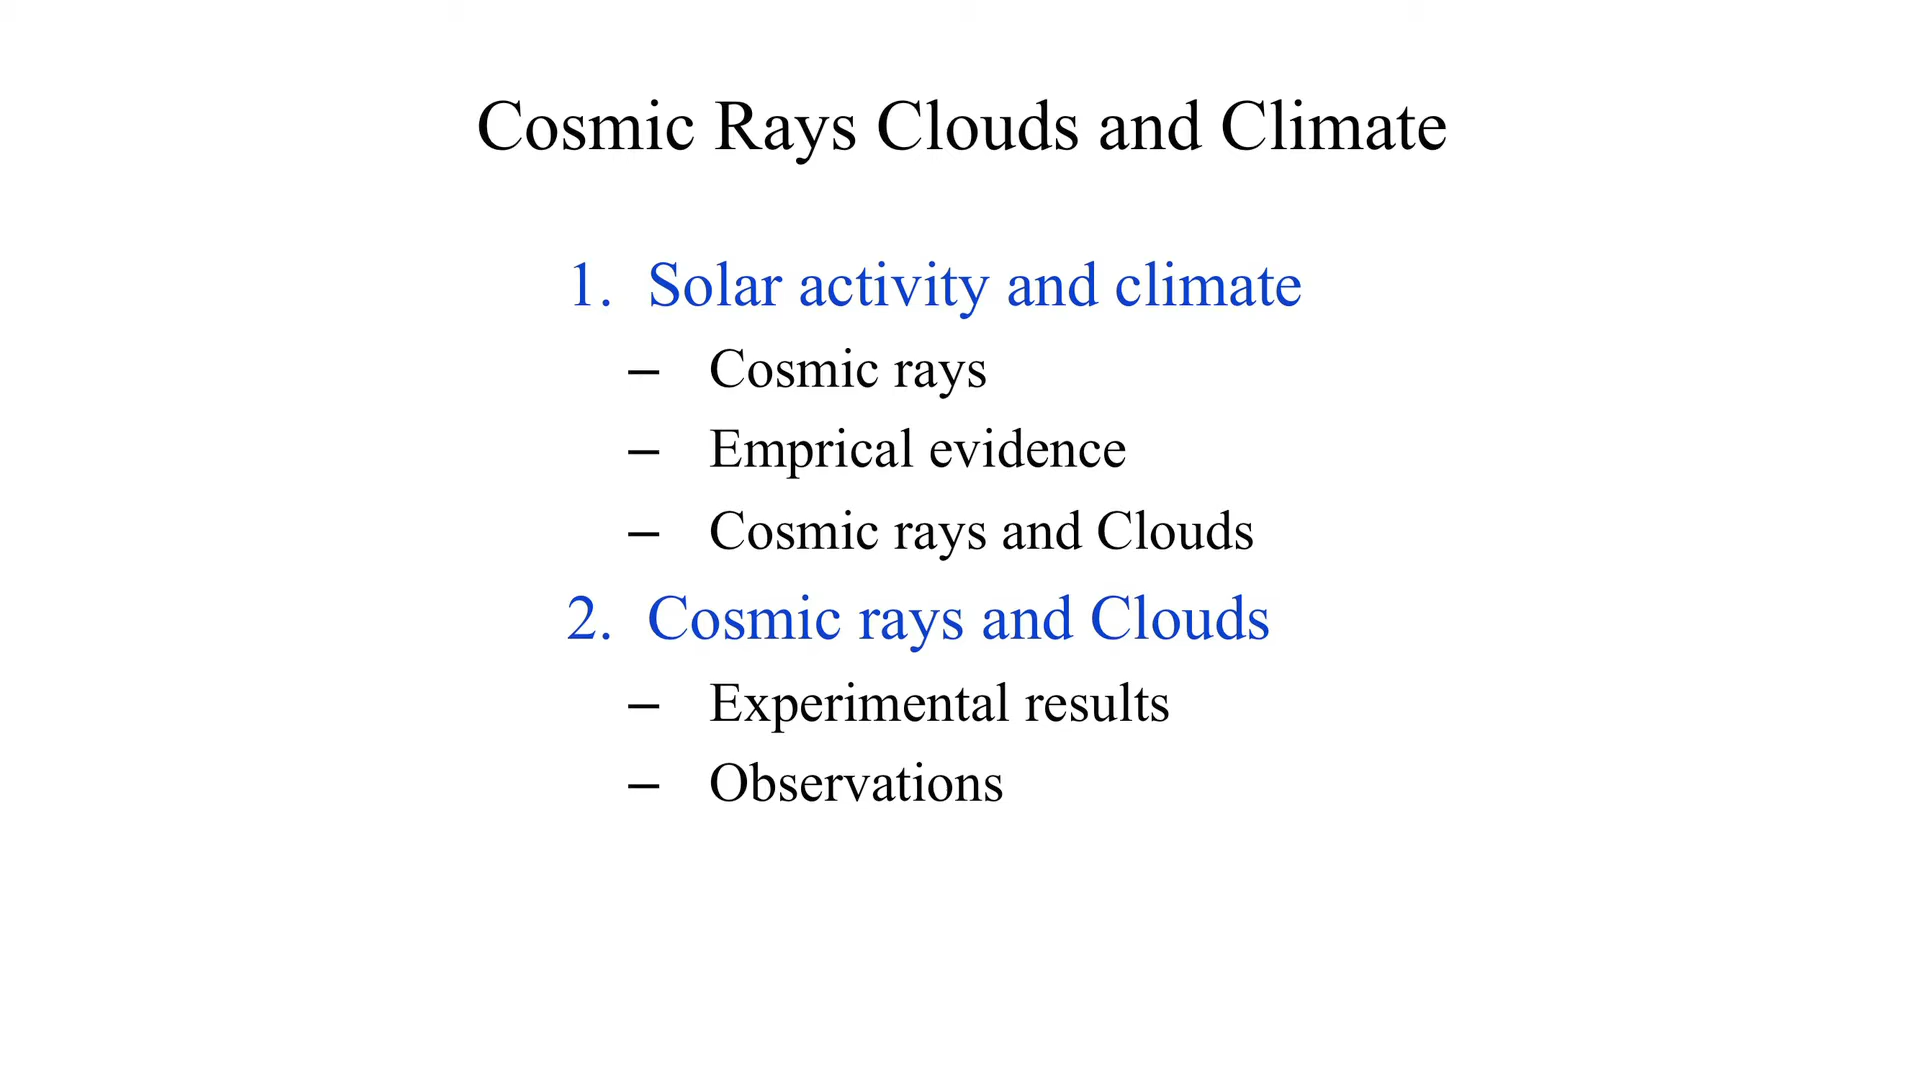 Cosmic Rays Clouds and Climate
1. Solar activity and climate
– Cosmic rays
– Emprical evidence
– Cosmic rays and Clouds
2. Cosmic rays and Clouds
– Experimental results
– Observations